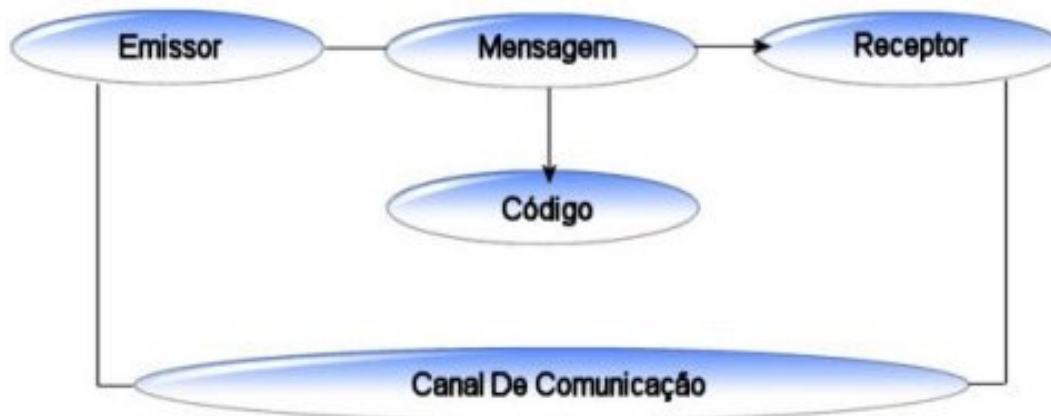 Emissor
Mensagem
Receptor
Código
Canal De Comunicação